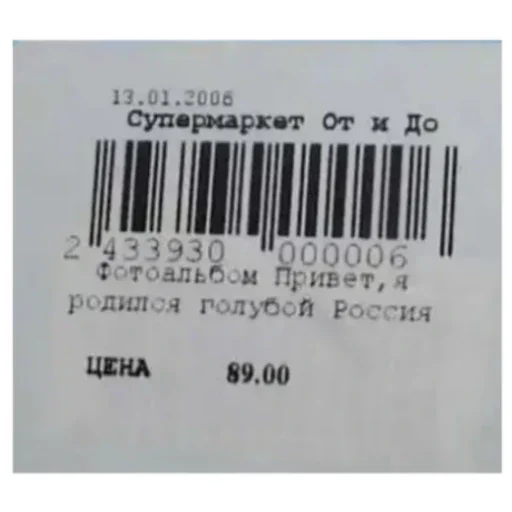 13.01.2006
Супермаркет От и До
2 433930 000006
Фотоальбом Привет,я
родился голубой Россия
ЦЕНА 89.00